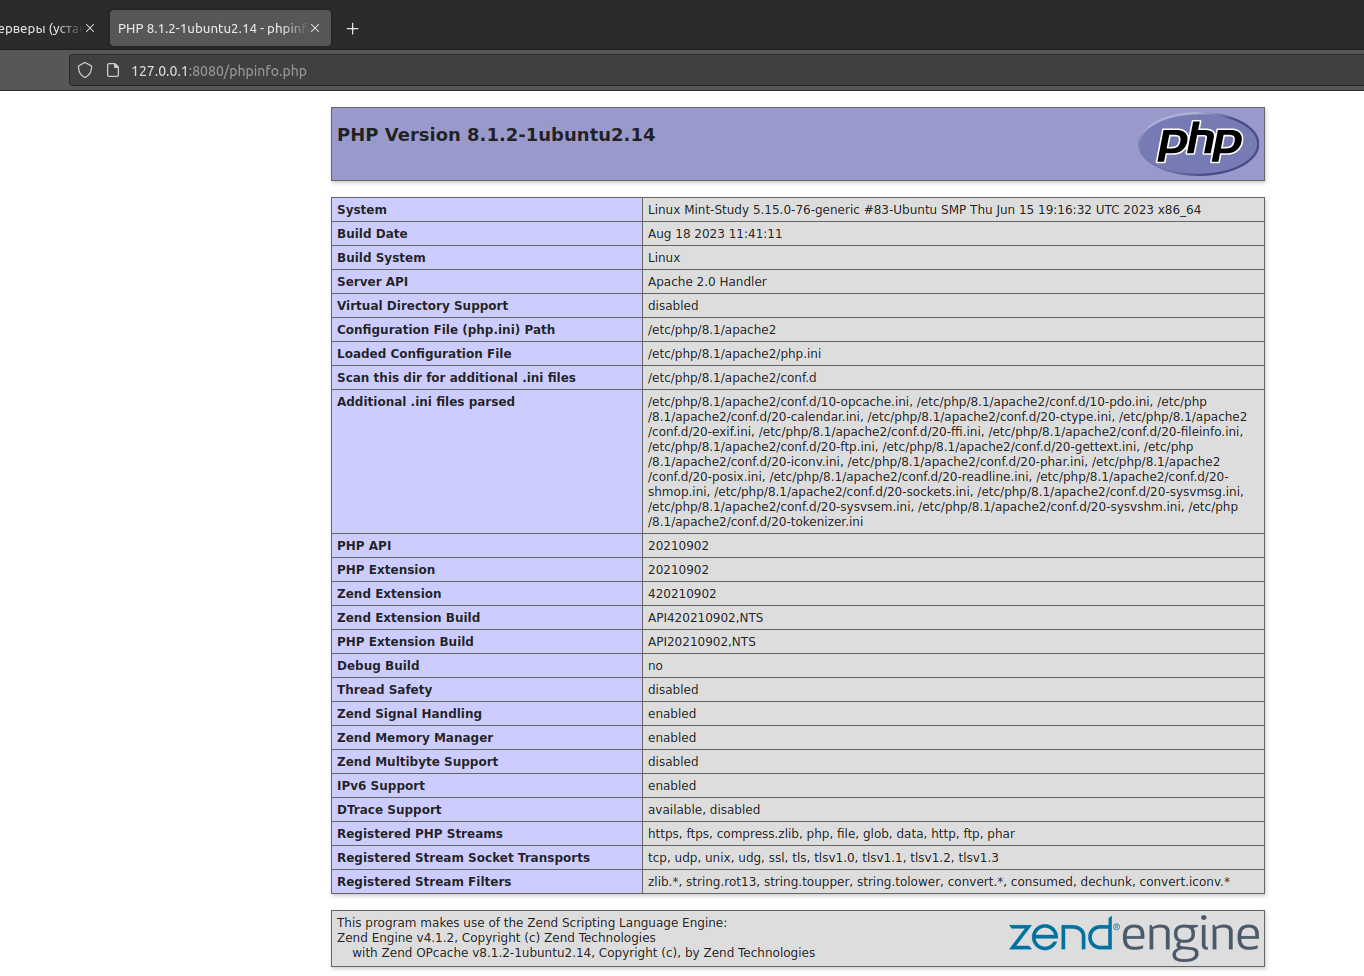 ерверы (уста
PHP 8.1.2-1ubuntu2.14 - phpinf
127.0.0.1:8080/phpinfo.php
PHP Version 8.1.2-1ubuntu2.14
php
System Linux Mint-Study 5.15.0-76-generic #83-Ubuntu SMP Thu Jun 15 19:16:32 UTC 2023 x86_64
Build Date Aug 18 2023 11:41:11
Build System Linux
Server API Apache 2.0 Handler
Virtual Directory Support disabled
Configuration File (php.ini) Path /etc/php/8.1/apache2
Loaded Configuration File /etc/php/8.1/apache2/php.ini
Scan this dir for additional .ini files /etc/php/8.1/apache2/conf.d
Additional .ini files parsed /etc/php/8.1/apache2/conf.d/10-opcache.ini, /etc/php/8.1/apache2/conf.d/10-pdo.ini, /etc/php
/8.1/apache2/conf.d/20-calendar.ini, /etc/php/8.1/apache2/conf.d/20-ctype.ini, /etc/php/8.1/apache2
/conf.d/20-exif.ini, /etc/php/8.1/apache2/conf.d/20-ffi.ini, /etc/php/8.1/apache2/conf.d/20-fileinfo.ini,
/etc/php/8.1/apache2/conf.d/20-ftp.ini, /etc/php/8.1/apache2/conf.d/20-gettext.ini, /etc/php
/8.1/apache2/conf.d/20-iconv.ini, /etc/php/8.1/apache2/conf.d/20-phar.ini, /etc/php/8.1/apache2
/conf.d/20-posix.ini, /etc/php/8.1/apache2/conf.d/20-readline.ini, /etc/php/8.1/apache2/conf.d/20-
shmop.ini, /etc/php/8.1/apache2/conf.d/20-sockets.ini, /etc/php/8.1/apache2/conf.d/20-sysvmsg.ini,
/etc/php/8.1/apache2/conf.d/20-sysvsem.ini, /etc/php/8.1/apache2/conf.d/20-sysvshm.ini, /etc/php
/8.1/apache2/conf.d/20-tokenizer.ini
PHP API 20210902
PHP Extension 20210902
Zend Extension 420210902
Zend Extension Build API420210902,NTS
PHP Extension Build API20210902,NTS
Debug Build no
Thread Safety disabled
Zend Signal Handling enabled
Zend Memory Manager enabled
Zend Multibyte Support disabled
IPv6 Support enabled
DTrace Support available, disabled
Registered PHP Streams https, ftps, compress.zlib, php, file, glob, data, http, ftp, phar
Registered Stream Socket Transports tcp, udp, unix, udg, ssl, tls, tlsv1.0, tlsv1.1, tlsv1.2, tlsv1.3
Registered Stream Filters zlib.*, string.rot13, string.toupper, string.tolower, convert.*, consumed, dechunk, convert.iconv.*
This program makes use of the Zend Scripting Language Engine:
Zend Engine v4.1.2, Copyright (c) Zend Technologies
with Zend OPcache v8.1.2-1ubuntu2.14, Copyright (c), by Zend Technologies
zend® engine